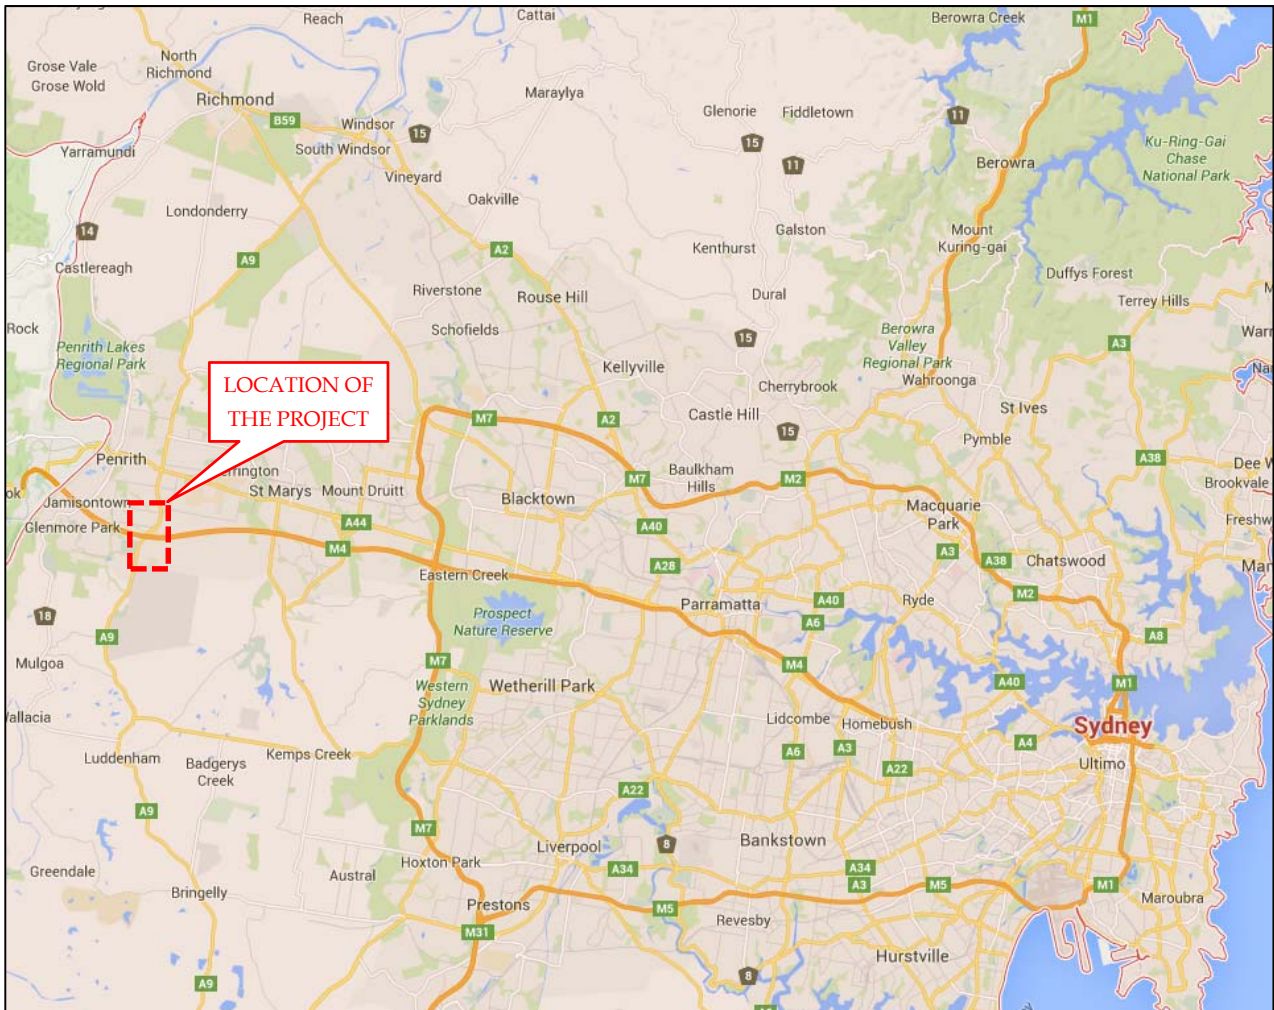 Reach
Cattai
Berowra Creek
M1
North
Richmond
Grose Vale
Grose Wold
Richmond
Maraylya
Glenorie
Fiddletown
B59
Windsor
15
11
South Windsor
15
Ku-Ring-Gai
Chase
National Park
Yarramundi
11
Berowra
Vineyard
Oakville
Londonderry
14
Galston
Mount
Kuring-gai
Kenthurst
A2
A9
Castlereagh
Duffys Forest
Riverstone
Rouse Hill
Dural
Terrey Hills
Rock
Schofields
Berowra
Valley
Regional Park
15
A3
Penrith Lakes
Regional Park
Kellyville
LOCATION OF
THE PROJECT
Cherrybrook
Wahroonga
St Ives
M7
A2
Castle Hill
15
Pymble
Penrith
A38
St Marys
Mount Druitt
Baulkham
Hills
M7
M2
Brookvale
Jamisontown
Blacktown
Macquarie
Park
Glenmore Park
A44
A40
M4
A3
A38
Chatswood
Eastern Creek
A28
Parramatta
A40
Ryde
M2
18
Prospect
Nature Reserve
A6
A9
A8
Mulgoa
M7
M4
Western
Sydney
Parklands
Wetherill Park
A40
M1
Lidcombe
Homebush
Sydney
Luddenham
Badgerys
Creek
Kemps Creek
A6
A3
A4
A22
Ultimo
A22
A9
M7
Bankstown
Liverpool
8
Hoxton Park
A34
A34
A3
M5
M1
Greendale
Austral
Bringelly
Prestons
M5
Revesby
Maroubra
M31
Hurstville
A9
8